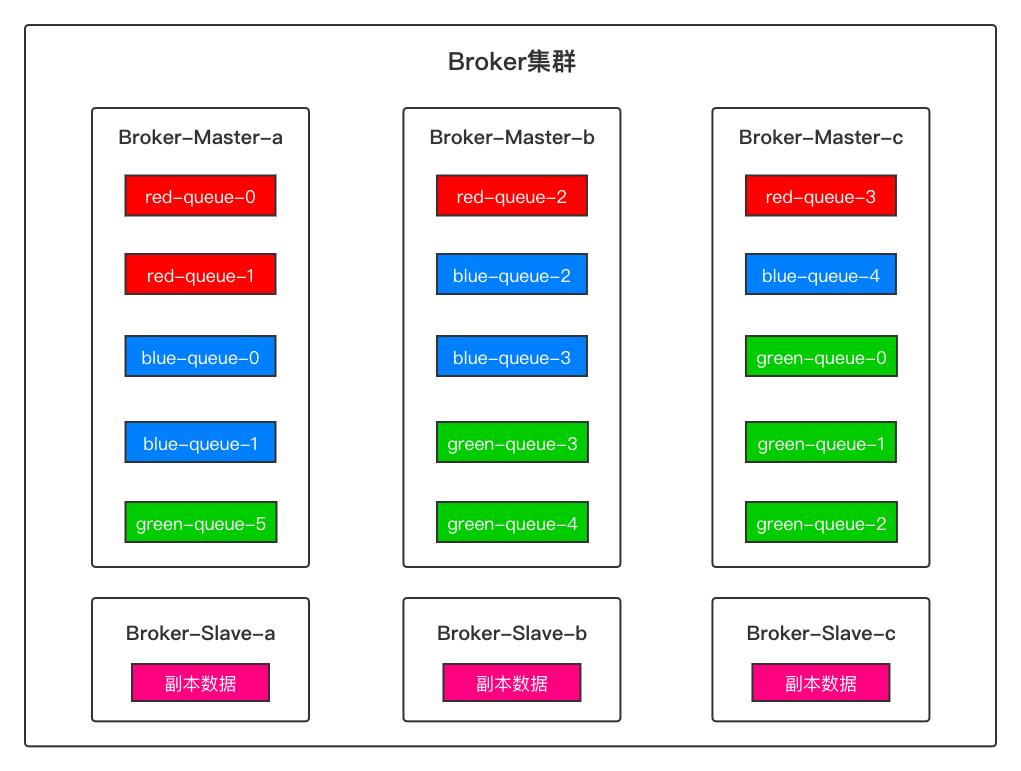 Broker集群
Broker-Master-a
red-queue-0
red-queue-1
blue-queue-0
blue-queue-1
green-queue-5
Broker-Master-b
red-queue-2
blue-queue-2
blue-queue-3
green-queue-3
green-queue-4
Broker-Master-c
red-queue-3
blue-queue-4
green-queue-0
green-queue-1
green-queue-2
Broker-Slave-a
副本数据
Broker-Slave-b
副本数据
Broker-Slave-c
副本数据